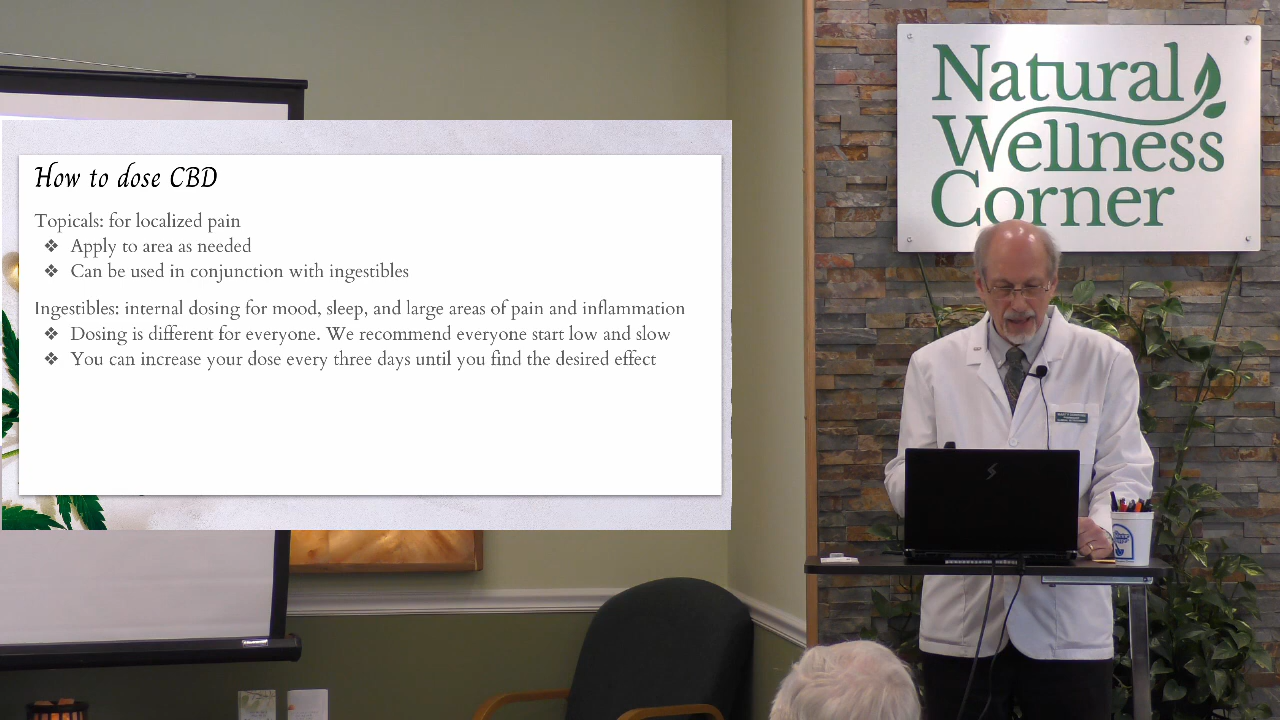 How to dose CBD
Topicals: for localized pain
❖ Apply to area as needed
❖ Can be used in conjunction with ingestibles
Ingestibles: internal dosing for mood, sleep, and large areas of pain and inflammation
❖ Dosing is different for everyone. We recommend everyone start low and slow
❖ You can increase your dose every three days until you find the desired effect
Natural
Wellness
Corner